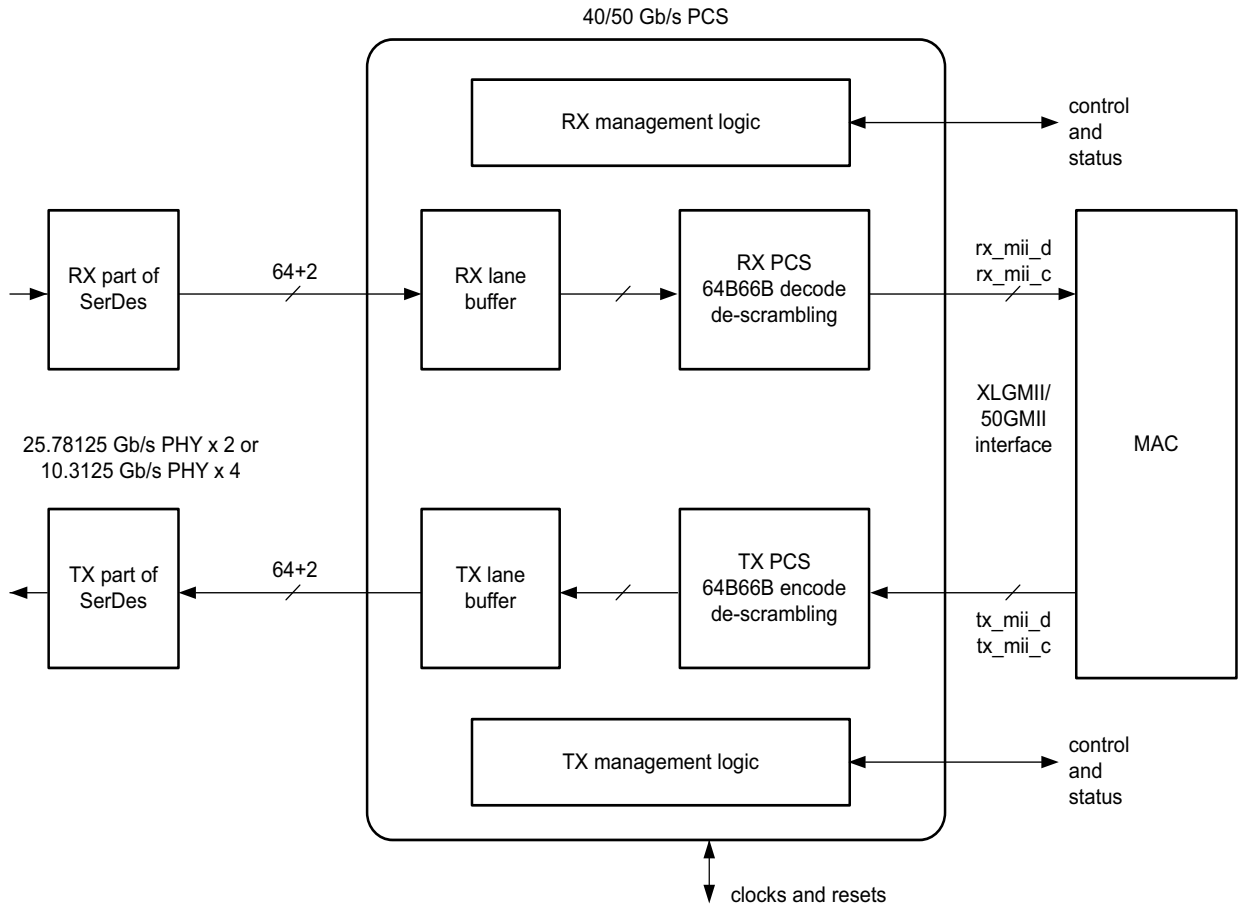 40/50 Gb/s PCS
RX management logic
control
and
status
RX part of
SerDes
64+2
RX lane
buffer
RX PCS
64B66B decode
de-scrambling
rx_mii_d
rx_mii_c
XLGMII/
50GMII
interface
MAC
25.78125 Gb/s PHY x 2 or
10.3125 Gb/s PHY x 4
TX part of
SerDes
64+2
TX lane
buffer
TX PCS
64B66B encode
de-scrambling
tx_mii_d
tx_mii_c
TX management logic
control
and
status
clocks and resets